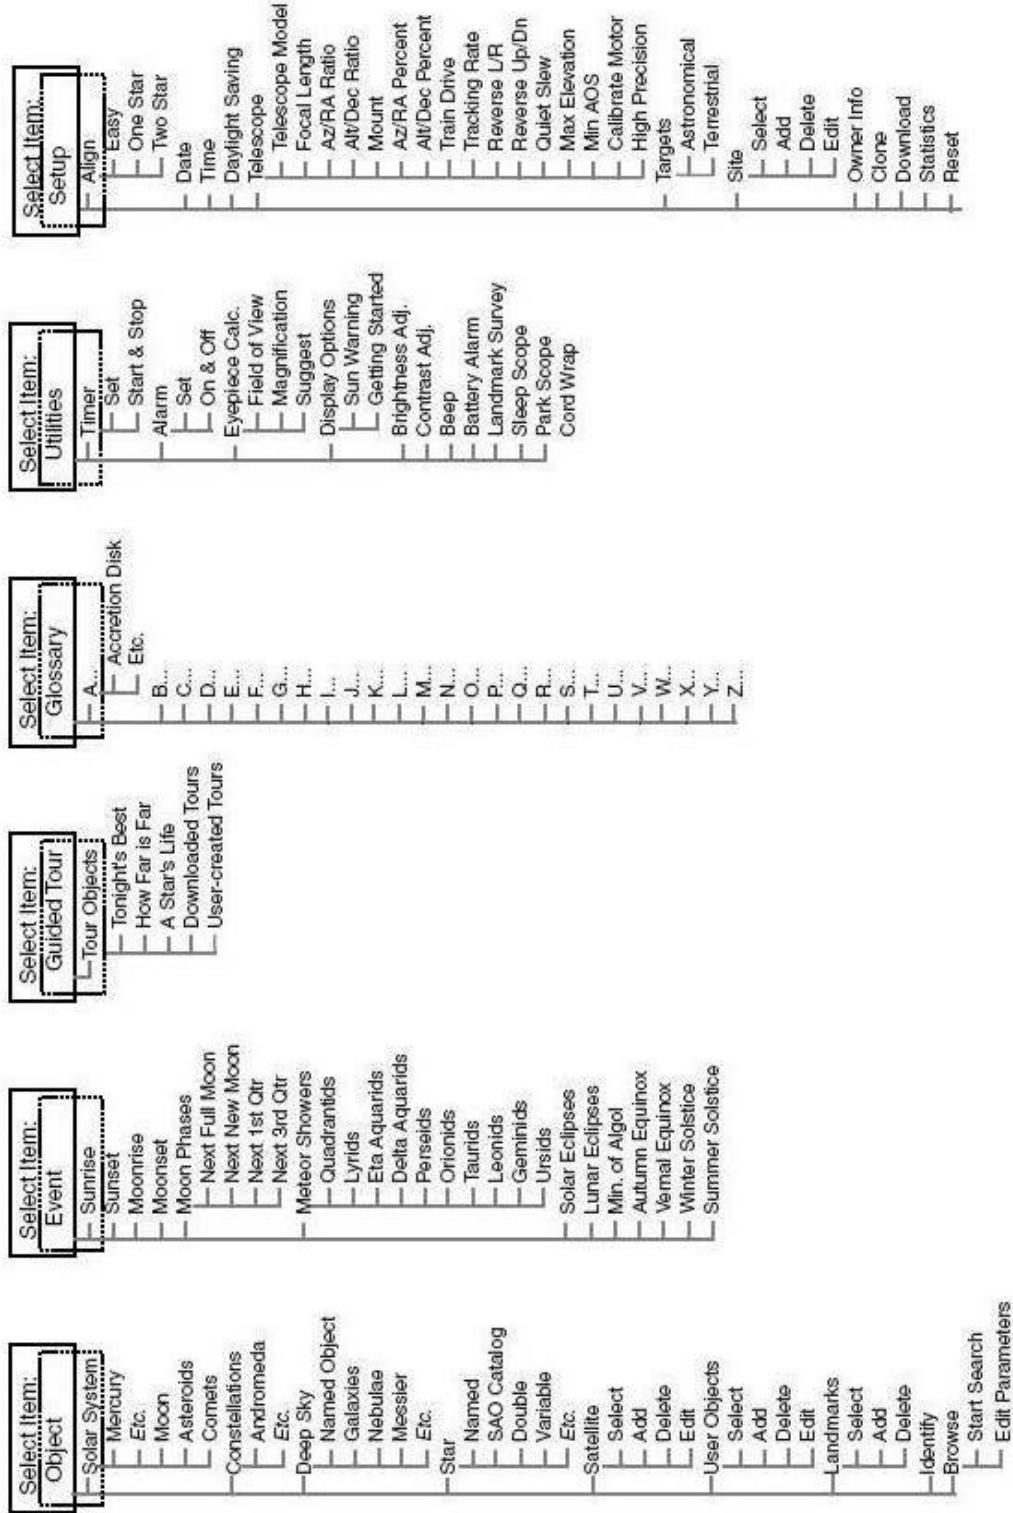 Select Item:
Object
Solar System
Mercury
Etc.
Moon
Asteroids
Comets
Constellations
Andromeda
Etc.
Deep Sky
Named Object
Galaxies
Nebulae
Messier
Etc.
Star
Named
SAO Catalog
Double
Variable
Etc.
Satellite
Select
Add
Delete
Edit
User Objects
Select
Add
Delete
Edit
Landmarks
Select
Add
Delete
Identify
Browse
Start Search
Edit Parameters
Select Item:
Event
Sunrise
Sunset
Moonrise
Moonset
Moon Phases
Next Full Moon
Next New Moon
Next 1st Qtr
Next 3rd Qtr
Meteor Showers
Quadrantids
Lyrids
Eta Aquarids
Delta Aquarids
Perseids
Orionids
Taurids
Leonids
Geminids
Ursids
Solar Eclipses
Lunar Eclipses
Min. of Algol
Autumn Equinox
Vernal Equinox
Winter Solstice
Summer Solstice
Select Item:
Guided Tour
Tour Objects
Tonight's Best
How Far is Far
A Star's Life
Downloaded Tours
User-created Tours
Select Item:
Glossary
A...
Accretion Disk
Etc.
B...
C...
D...
E...
F...
G...
H...
I...
J...
K...
L...
M...
N...
O...
P...
Q...
R...
S...
T...
U...
V...
W...
X...
Y...
Z...
Select Item:
Utilities
Timer
Set
Start & Stop
Alarm
Set
On & Off
Eyepiece Calc.
Field of View
Magnification
Suggest
Display Options
Sun Warning
Getting Started
Brightness Adj.
Contrast Adj.
Beep
Battery Alarm
Landmark Survey
Sleep Scope
Park Scope
Cord Wrap
Select Item:
Setup
Align
Easy
One Star
Two Star
Date
Time
Daylight Saving
Telescope
Telescope Model
Focal Length
Az/RA Ratio
Alt/Dec Ratio
Mount
Az/RA Percent
Alt/Dec Percent
Train Drive
Tracking Rate
Reverse L/R
Reverse Up/Dn
Quiet Slew
Max Elevation
Min AOS
Calibrate Motor
High Precision
Targets
Astronomical
Terrestrial
Site
Select
Add
Delete
Edit
Owner Info
Clone
Download
Statistics
Reset